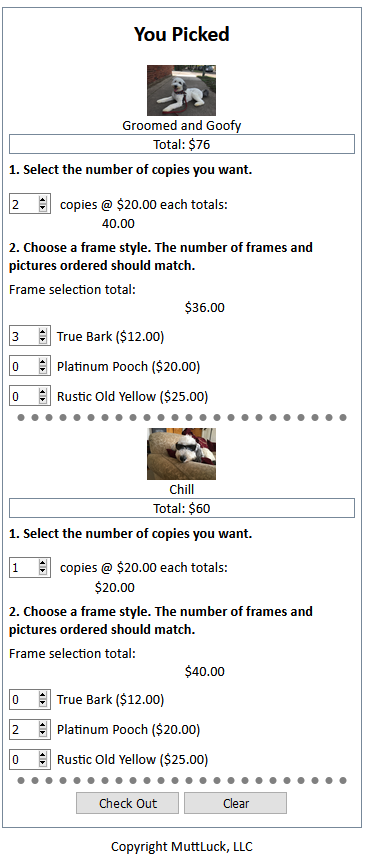 You Picked
Groomed and Goofy
Total: $76
1. Select the number of copies you want.
2 copies @ $20.00 each totals:
40.00
2. Choose a frame style. The number of frames and
pictures ordered should match.
Frame selection total:
$36.00
3 True Bark ($12.00)
0 Platinum Pooch ($20.00)
0 Rustic Old Yellow ($25.00)
Chill
Total: $60
1. Select the number of copies you want.
1 copies @ $20.00 each totals:
$20.00
2. Choose a frame style. The number of frames and
pictures ordered should match.
Frame selection total:
$40.00
0 True Bark ($12.00)
2 Platinum Pooch ($20.00)
0 Rustic Old Yellow ($25.00)
Check Out Clear
Copyright MuttLuck, LLC